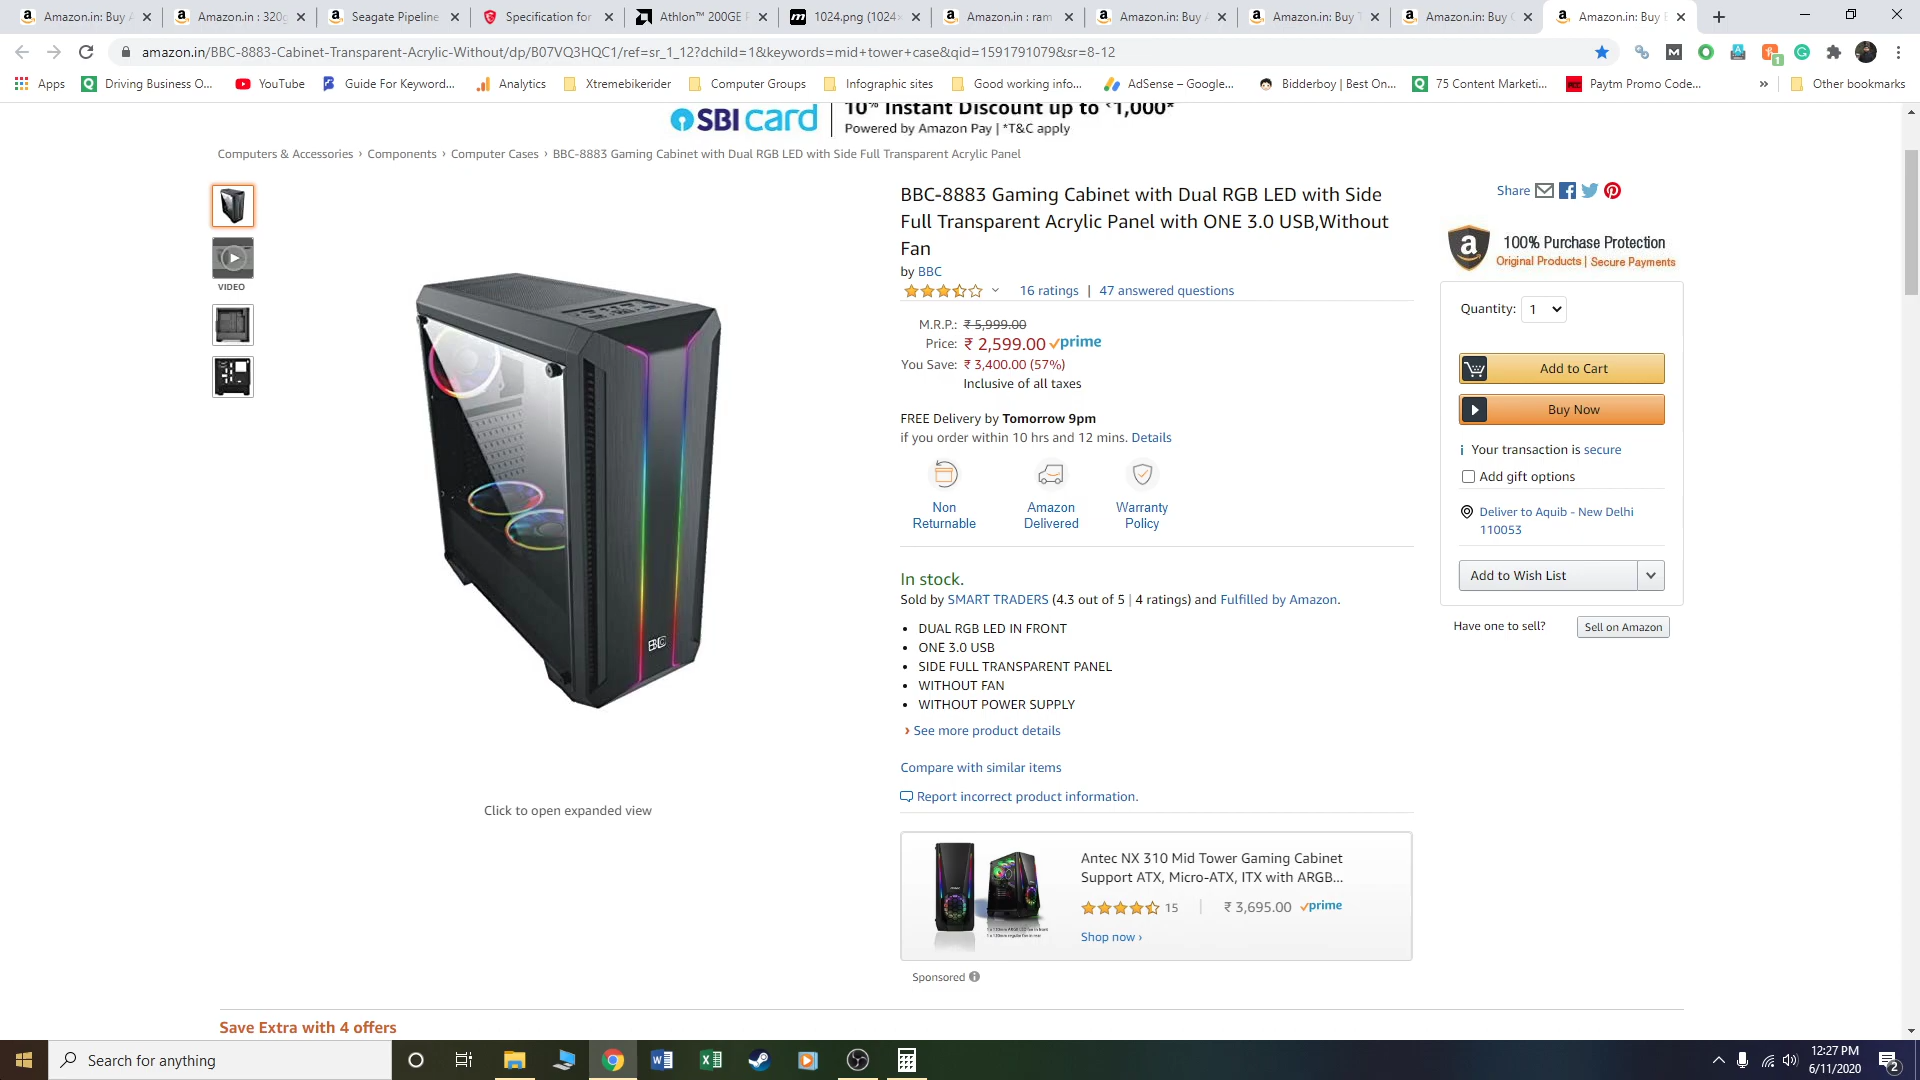 Amazon.in: Buy A
Amazon.in : 320g
Seagate Pipeline
Specification for
Athlon™ 200GE P
1024.png (1024×
Amazon.in : ram
Amazon.in: Buy A
Amazon.in: Buy T
Amazon.in: Buy C
Amazon.in: Buy B
amazon.in/BBC-8883-Cabinet-Transparent-Acrylic-Without/dp/B07VQ3HQC1/ref=sr_1_12?dchild=1&keywords=mid+tower+case&qid=1591791079&sr=8-12
Apps
Driving Business O...
YouTube
Guide For Keyword...
Analytics
Xtremebikerider
Computer Groups
Infographic sites
Good working info...
AdSense – Google...
Bidderboy | Best On...
75 Content Marketi...
Paytm Promo Code...
»
Other bookmarks
SBI card
10% Instant Discount up to ₹1,000*
Powered by Amazon Pay | *T&C apply
Computers & Accessories › Components › Computer Cases › BBC-8883 Gaming Cabinet with Dual RGB LED with Side Full Transparent Acrylic Panel
VIDEO
BBC
Click to open expanded view
BBC-8883 Gaming Cabinet with Dual RGB LED with Side
Full Transparent Acrylic Panel with ONE 3.0 USB,Without
Fan
by BBC
16 ratings | 47 answered questions
M.R.P.: ₹ 5,999.00
Price: ₹ 2,599.00 prime
You Save: ₹ 3,400.00 (57%)
Inclusive of all taxes
FREE Delivery by Tomorrow 9pm
if you order within 10 hrs and 12 mins. Details
Non
Returnable
Amazon
Delivered
Warranty
Policy
In stock.
Sold by SMART TRADERS (4.3 out of 5 | 4 ratings) and Fulfilled by Amazon.
• DUAL RGB LED IN FRONT
• ONE 3.0 USB
• SIDE FULL TRANSPARENT PANEL
• WITHOUT FAN
• WITHOUT POWER SUPPLY
› See more product details
Compare with similar items
Report incorrect product information.
Antec NX 310 Mid Tower Gaming Cabinet
Support ATX, Micro-ATX, ITX with ARGB...
15 | ₹ 3,695.00 prime
Shop now ›
Sponsored
Share
100% Purchase Protection
Original Products | Secure Payments
Quantity: 1
Add to Cart
Buy Now
Your transaction is secure
Add gift options
Deliver to Aquib - New Delhi
110053
Add to Wish List
Have one to sell?
Sell on Amazon
Save Extra with 4 offers
Search for anything
12:27 PM
6/11/2020
2